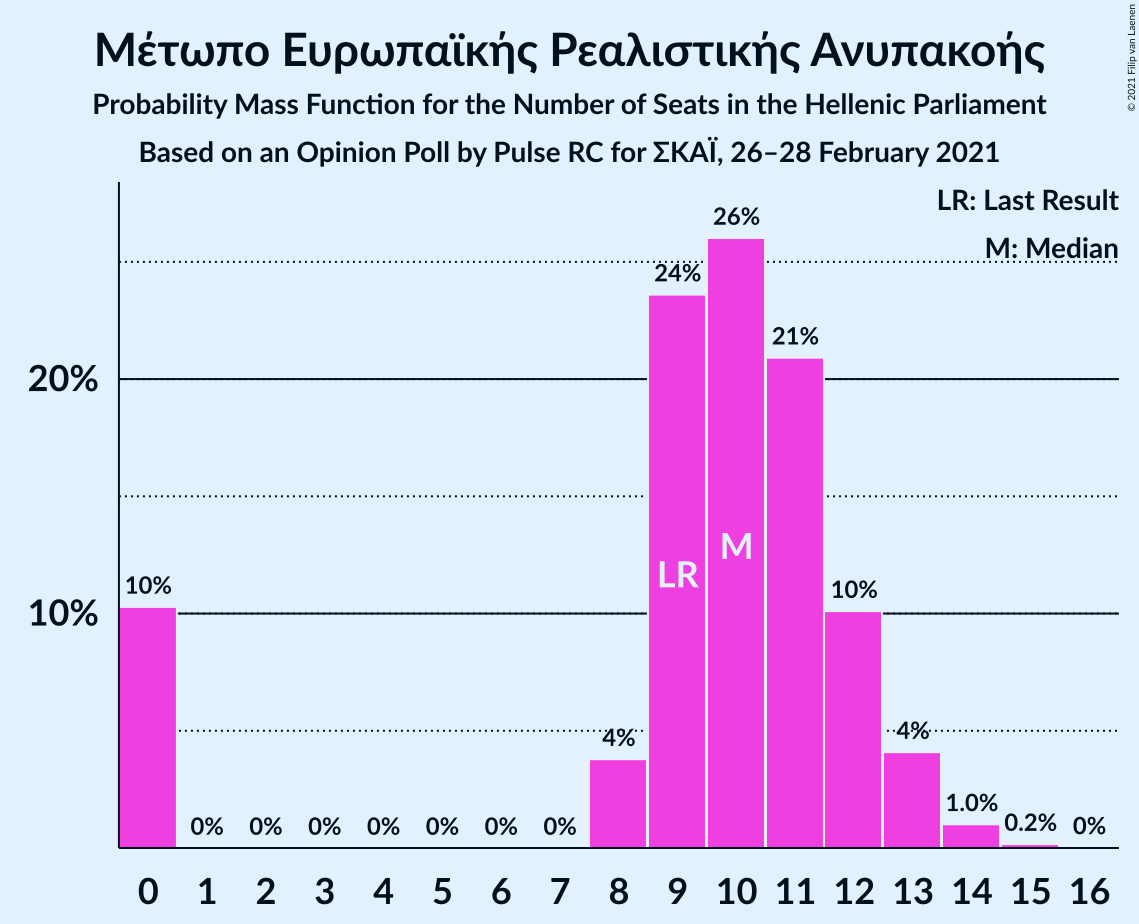 Μέτωπο Ευρωπαϊκής Ρεαλιστικής Ανυπακοής
Probability Mass Function for the Number of Seats in the Hellenic Parliament
Based on an Opinion Poll by Pulse RC for ΣΚΑΪ, 26–28 February 2021
© 2021 Filip van Laenen
LR: Last Result
M: Median
20%
10%
10%
0%
0%
0%
0%
0%
0%
0%
4%
24%
26%
21%
10%
4%
1.0%
0.2%
0%
LR
M
0 1 2 3 4 5 6 7 8 9 10 11 12 13 14 15 16